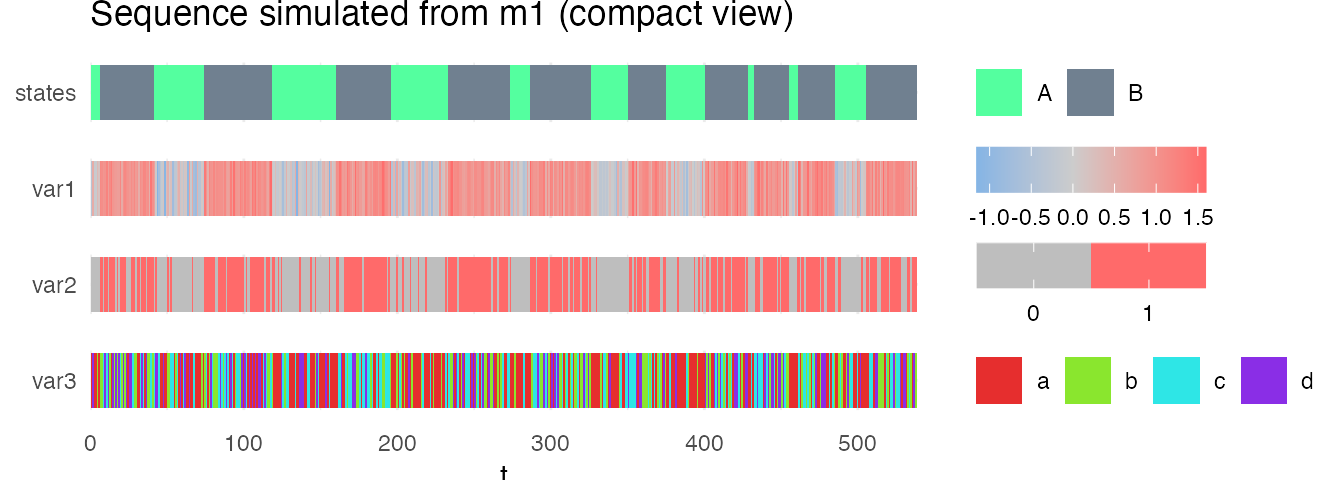 Sequence simulated from m1 (compact view)
states
A B
var1
-1.0 -0.5 0.0 0.5 1.0 1.5
var2
0 1
var3
a b c d
0 100 200 300 400 500
t